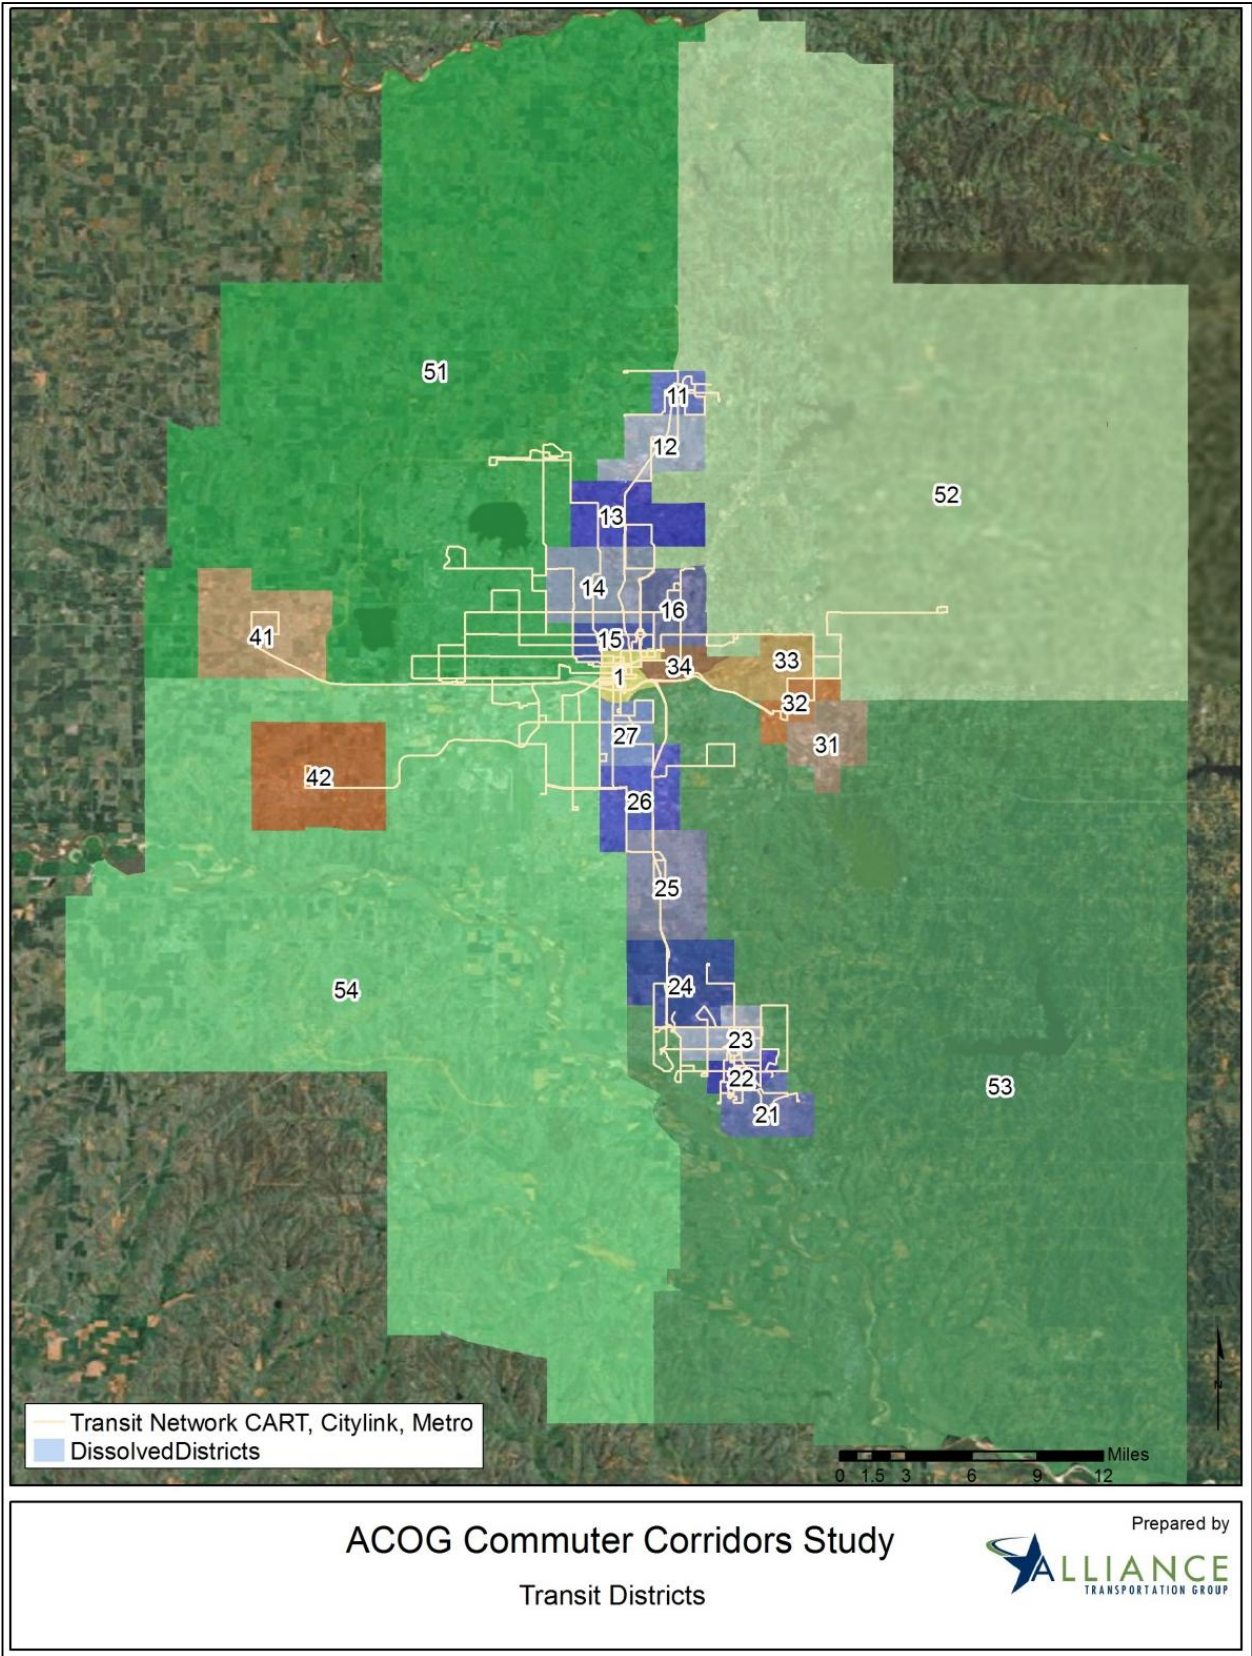 51
11
12
52
13
14
16
41
15
33
34
1
32
27
31
42
26
25
54
24
23
22
53
21
N
Transit Network CART, Citylink, Metro
DissolvedDistricts
Miles
0 1.5 3 6 9 12
ACOG Commuter Corridors Study
Transit Districts
Prepared by
ALLIANCE
TRANSPORTATION GROUP